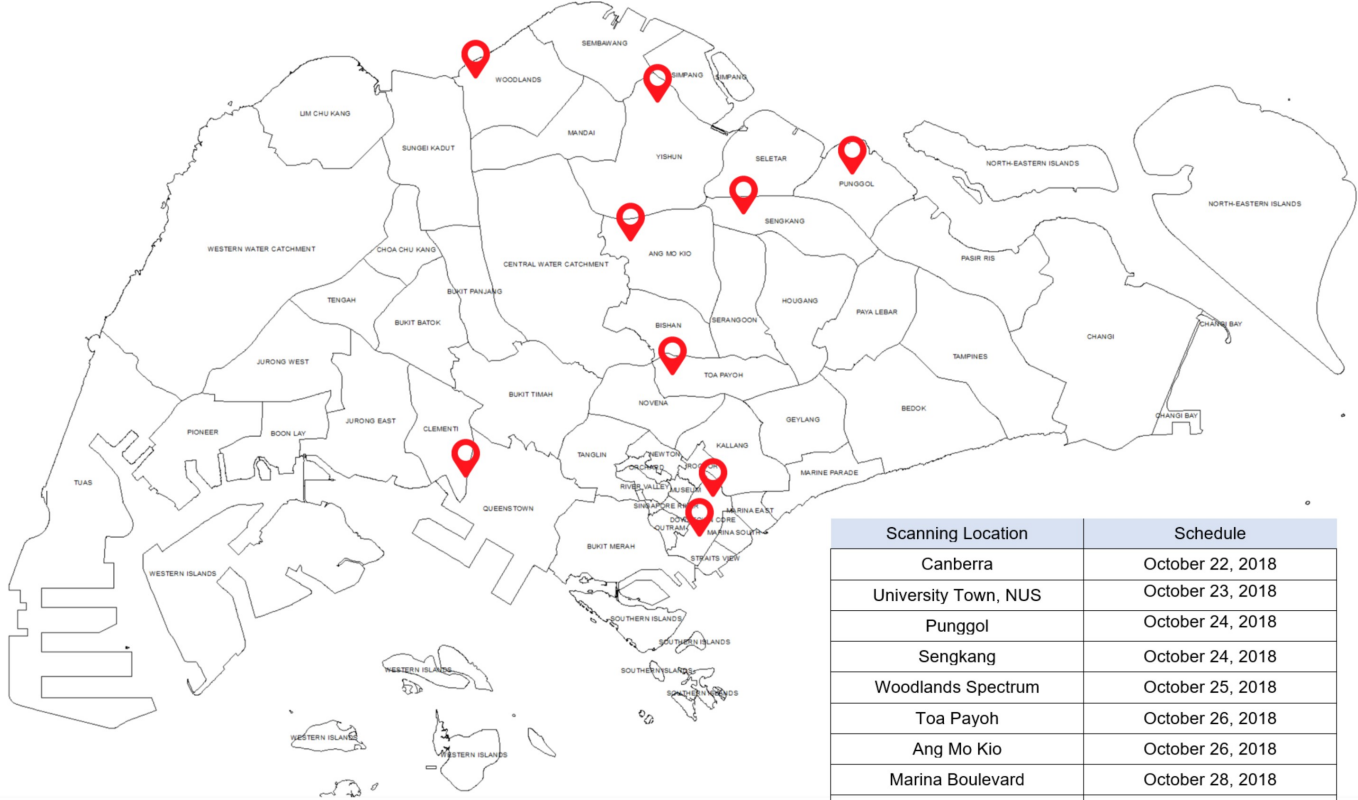 SEMBAWANG
WOODLANDS
SIMPANG
SIMPANG
LIM CHU KANG
MANDAI
SUNGEI KADUT
YISHUN
SELETAR
NORTH-EASTERN ISLANDS
PUNGGOL
NORTH-EASTERN ISLANDS
SENGKANG
WESTERN WATER CATCHMENT
CHOA CHU KANG
ANG MO KIO
PASIR RIS
CENTRAL WATER CATCHMENT
BUKIT PANJANG
TENGAH
HOUGANG
PAYA LEBAR
BUKIT BATOK
BISHAN
SERANGOON
CHANGI BAY
CHANGI
JURONG WEST
TAMPINES
TOA PAYOH
BUKIT TIMAH
NOVENA
BEDOK
CHANGI BAY
JURONG EAST
GEYLANG
CLEMENTI
PIONEER
BOON LAY
KALLANG
TANGLIN
NEWTON
ORCHARD
MARINE PARADE
TUAS
RIVER VALLEY
MUSEUM
SINGAPORE
QUEENSTOWN
MARINA EAST
CORE
OUTRAM
MARINA SOUTH
BUKIT MERAH
STRAITS VIEW
WESTERN ISLANDS
SOUTHERN ISLANDS
SOUTHERN ISLANDS
WESTERN ISLANDS
SOUTHERN ISLANDS
SOUTHERN ISLANDS
WESTERN ISLANDS
WESTERN ISLANDS
Scanning Location Schedule
Canberra October 22, 2018
University Town, NUS October 23, 2018
Punggol October 24, 2018
Sengkang October 24, 2018
Woodlands Spectrum October 25, 2018
Toa Payoh October 26, 2018
Ang Mo Kio October 26, 2018
Marina Boulevard October 28, 2018